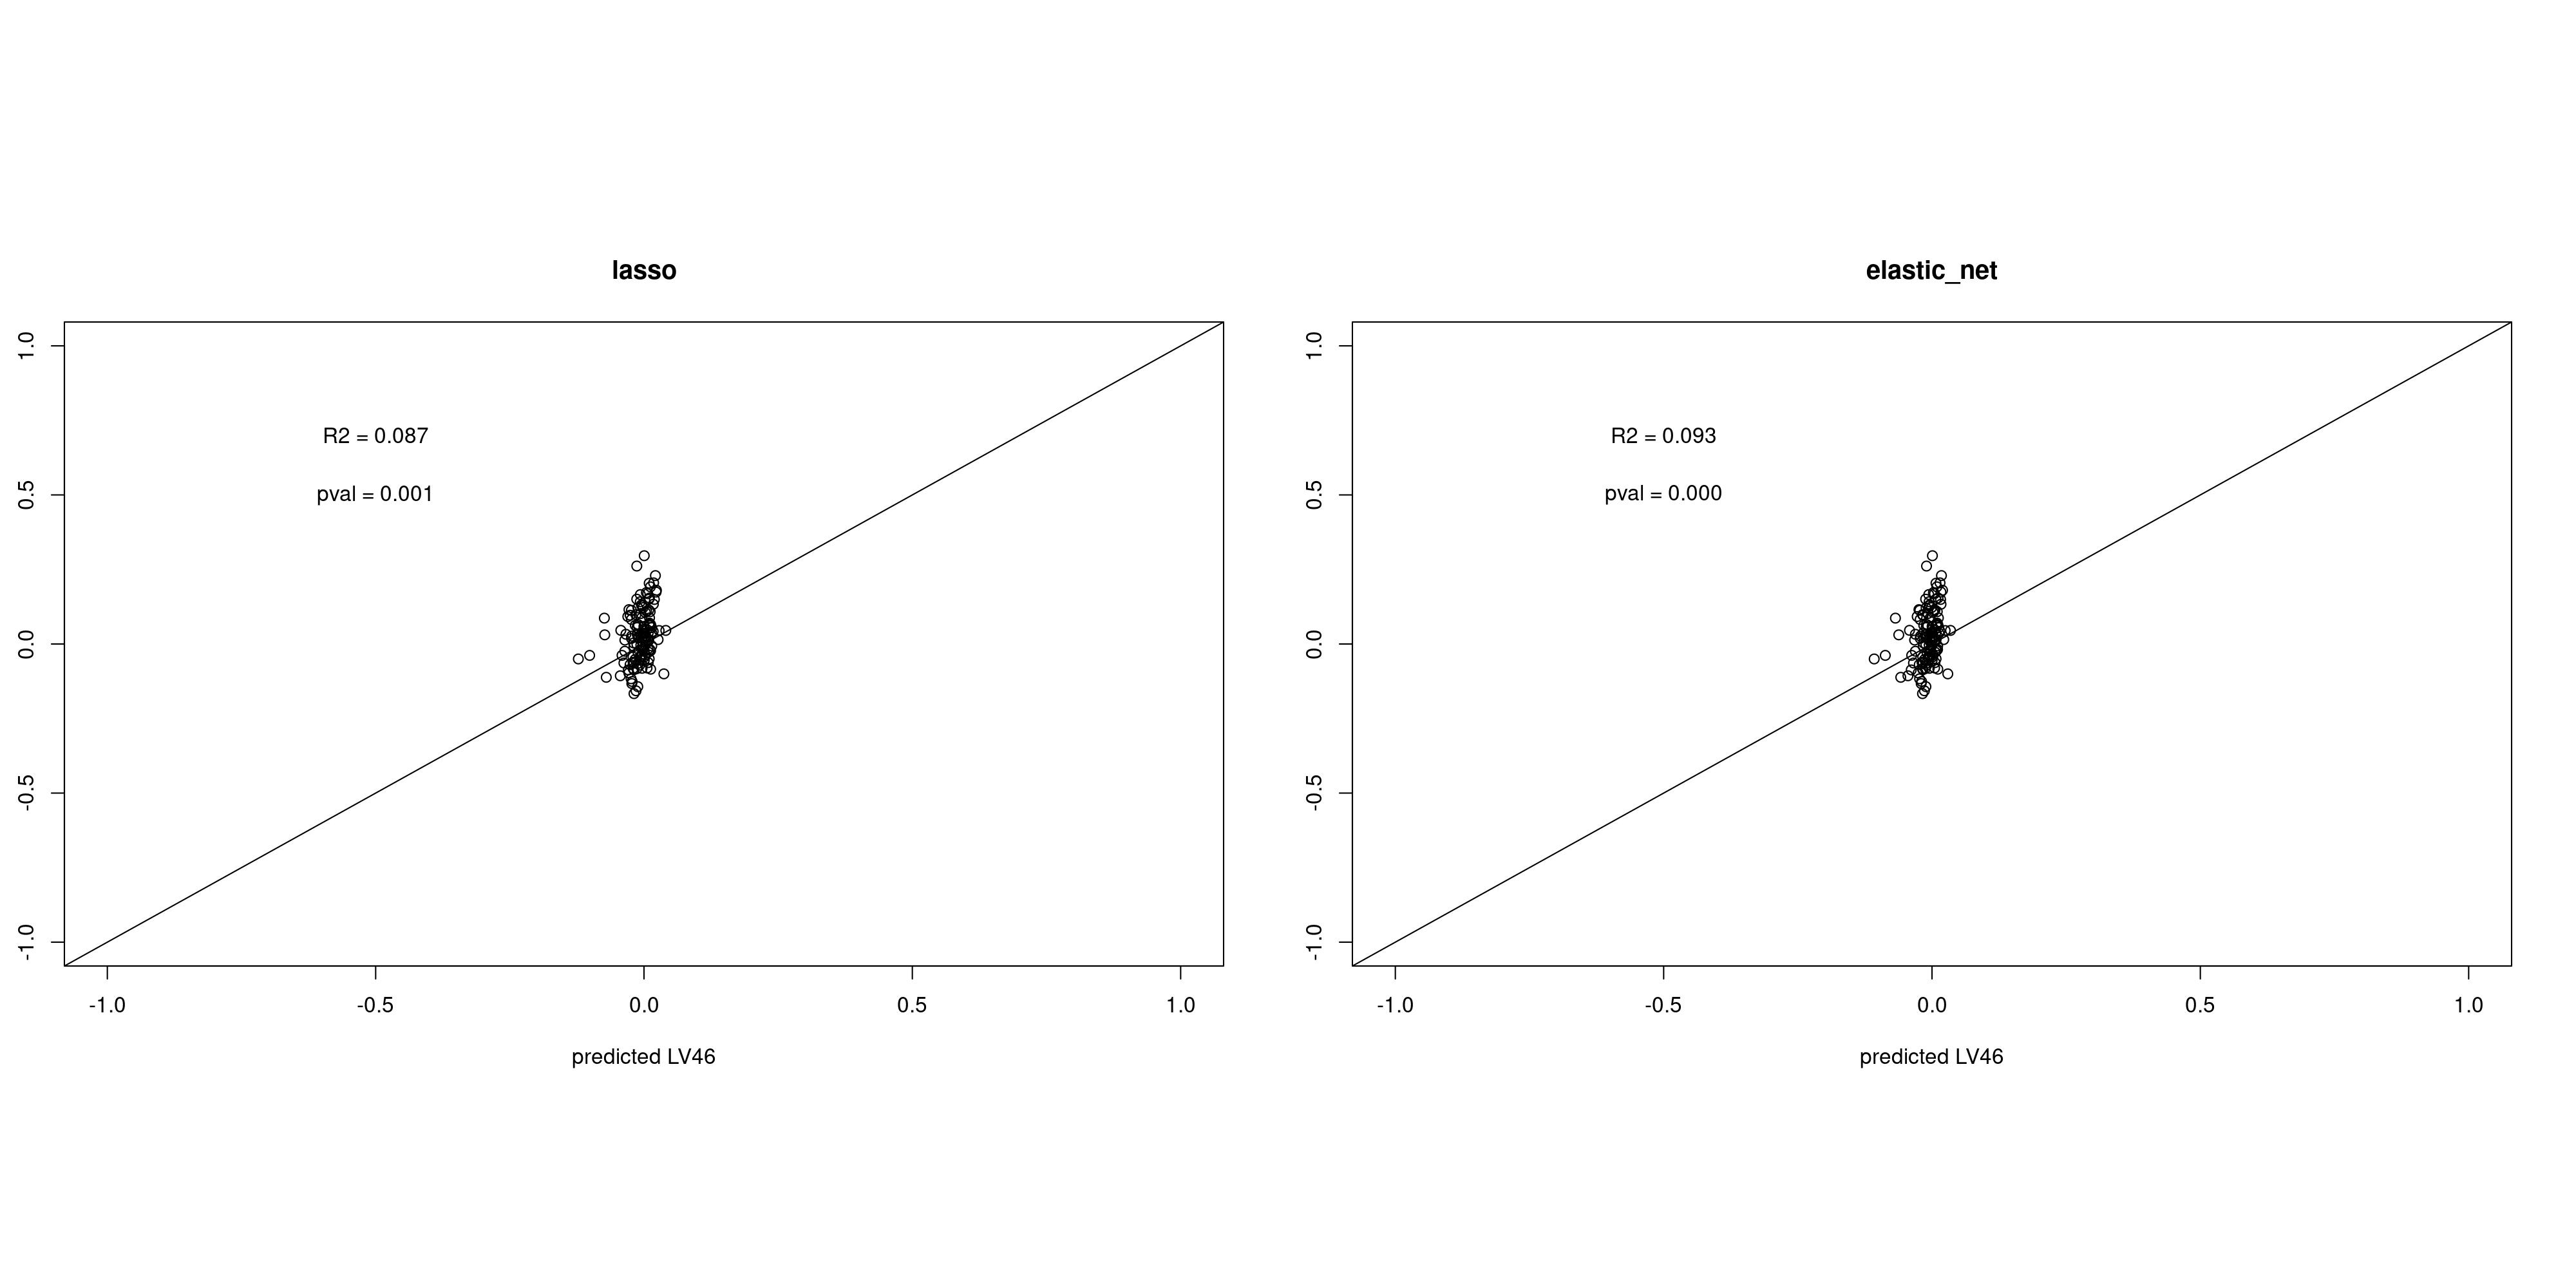 lasso
R2 = 0.087
pval = 0.001
1.0
0.5
0.0
-0.5
-1.0
-1.0 -0.5 0.0 0.5 1.0
predicted LV46
elastic_net
R2 = 0.093
pval = 0.000
1.0
0.5
0.0
-0.5
-1.0
-1.0 -0.5 0.0 0.5 1.0
predicted LV46